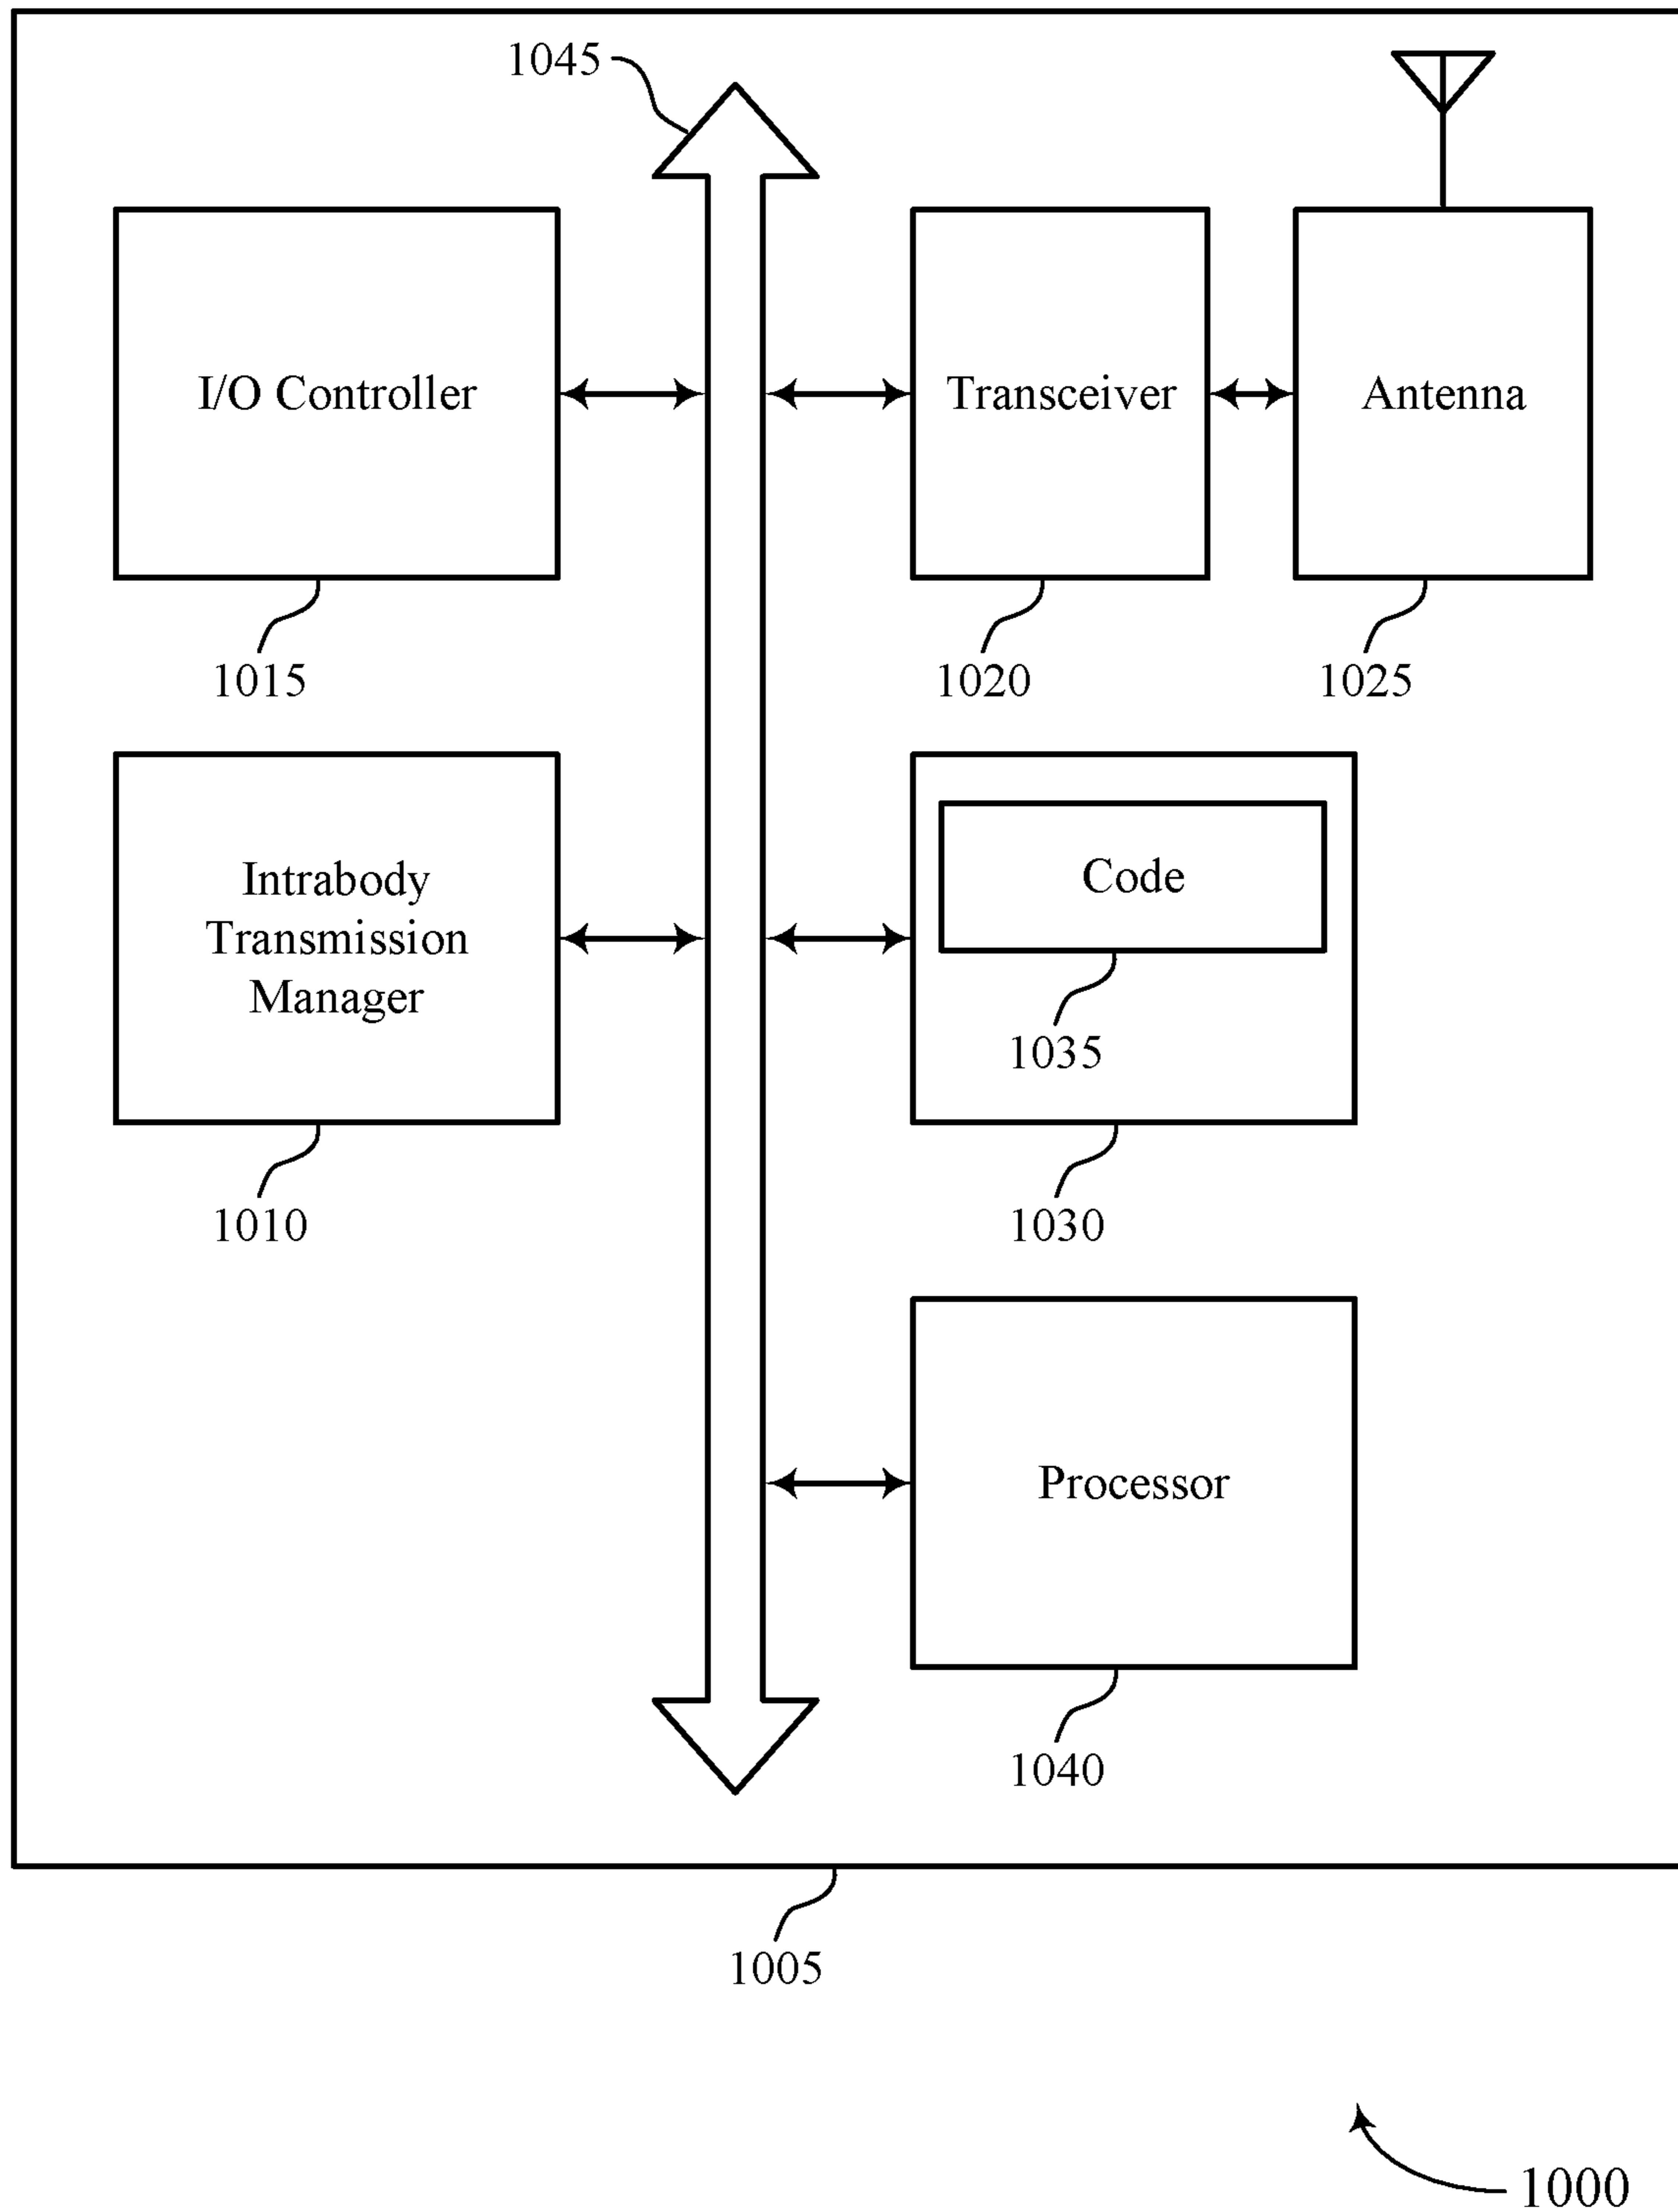 1045
I/O Controller
Transceiver
Antenna
1015
1020
1025
Intrabody
Transmission
Manager
Code
1035
1010
1030
Processor
1040
1005
1000